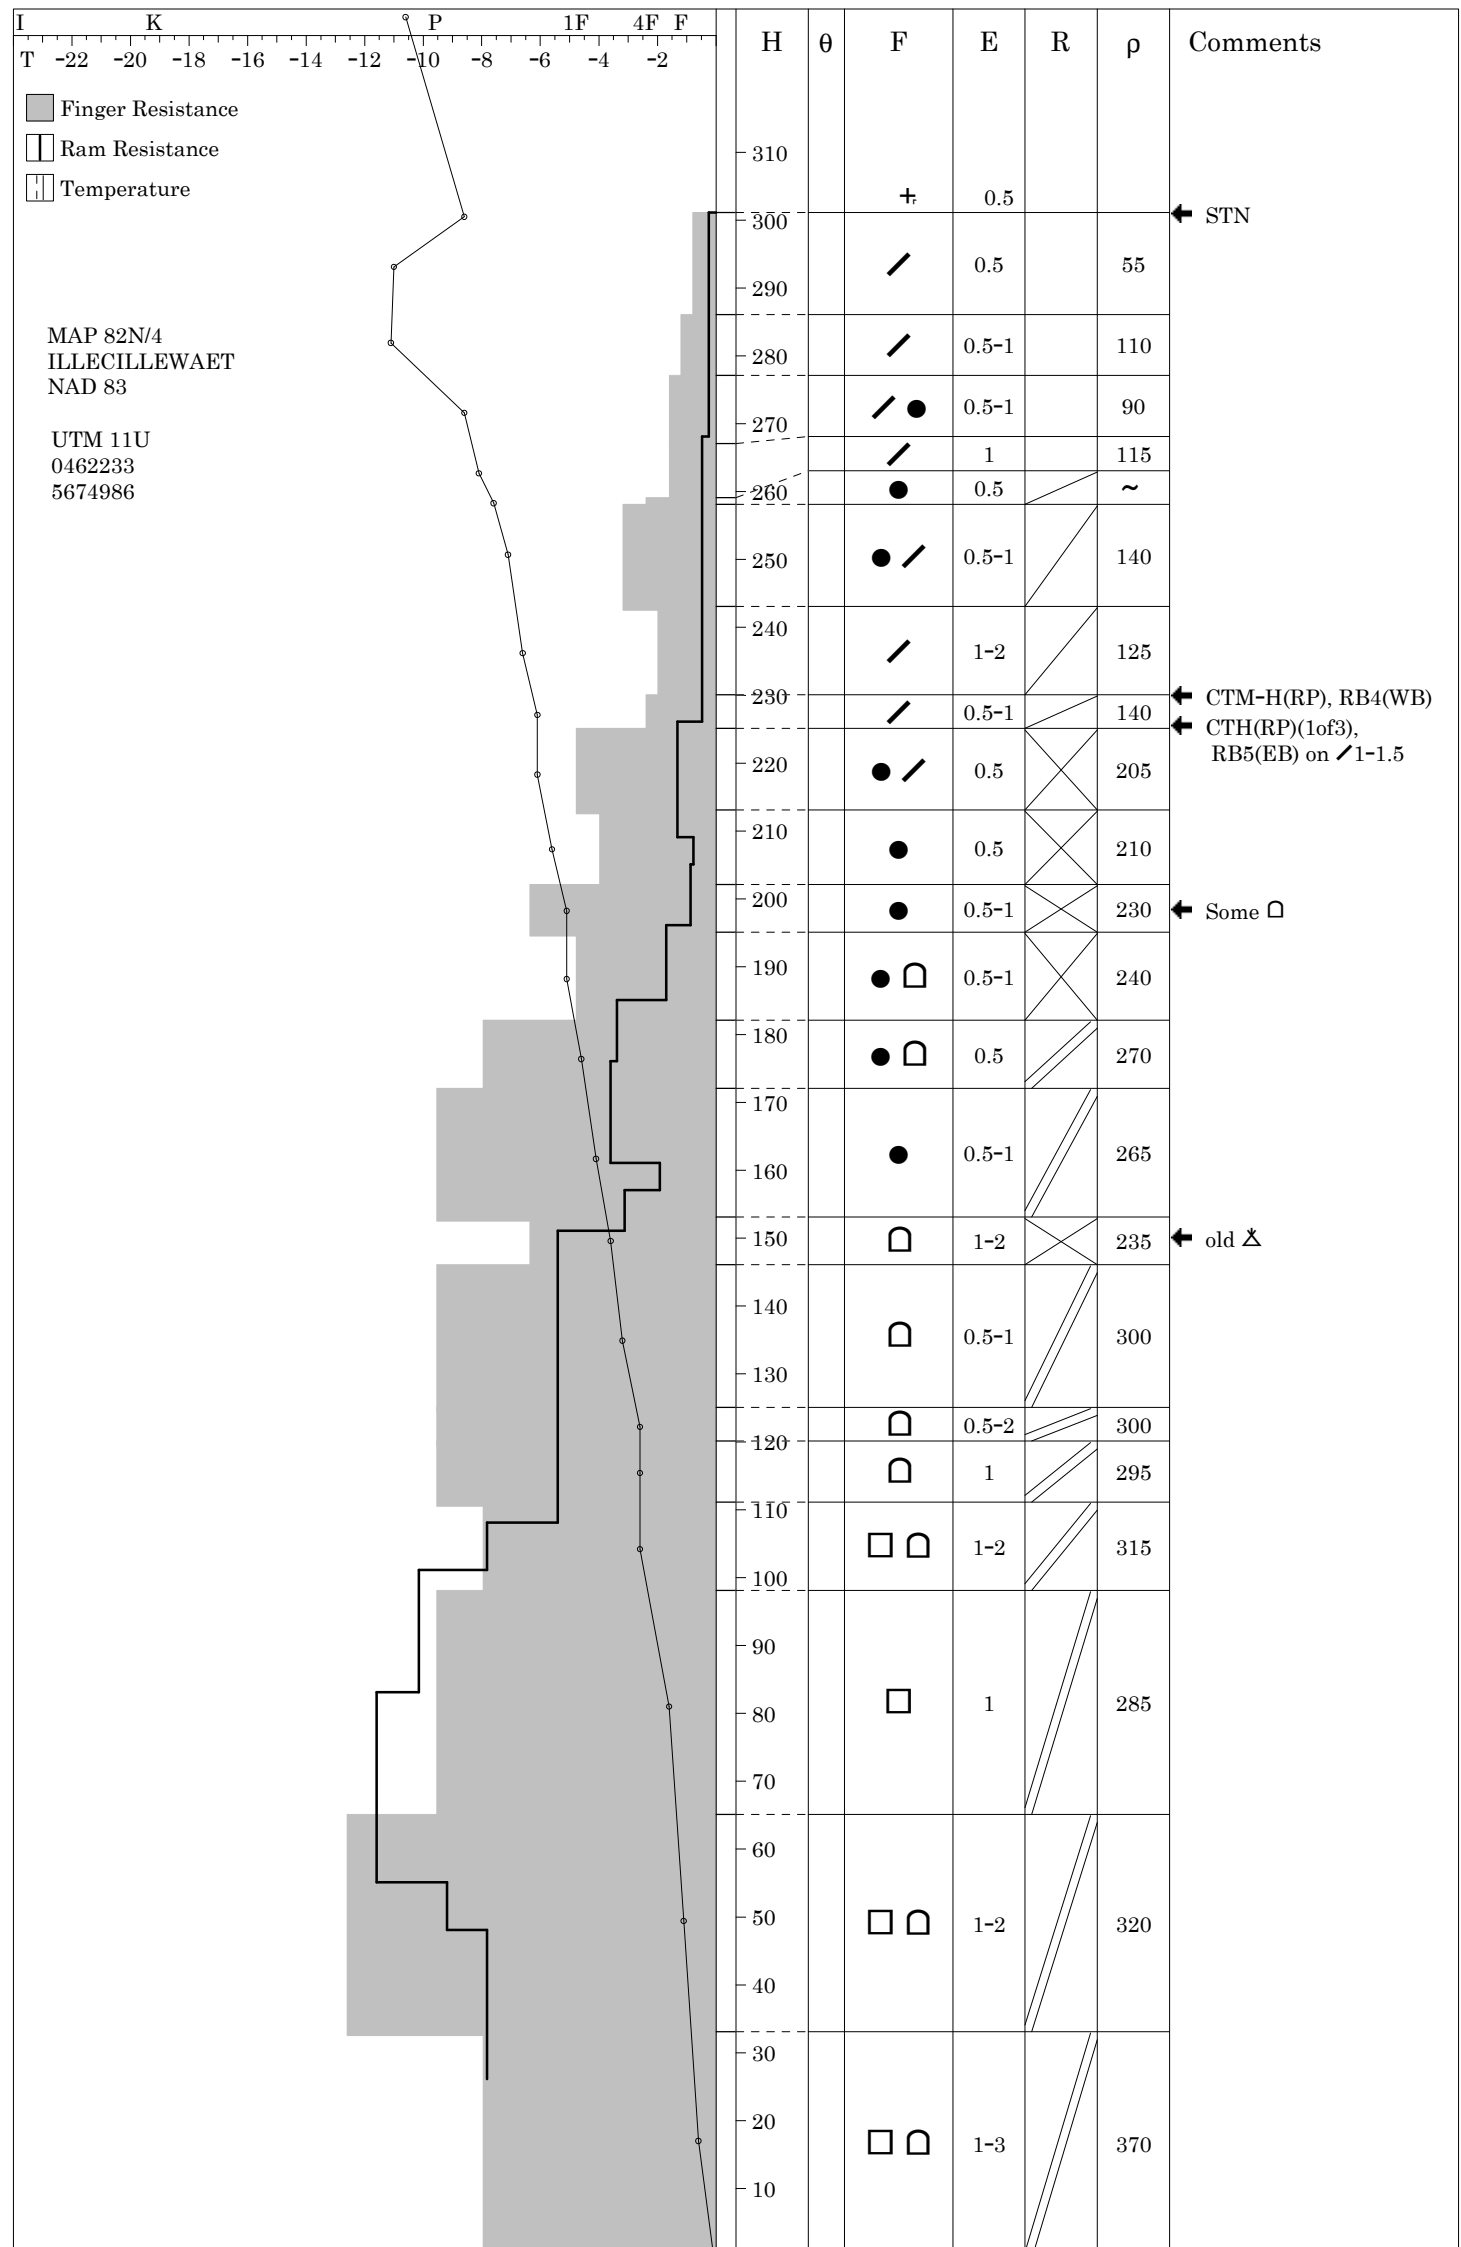 I K P 1F 4F F
T -22 -20 -18 -16 -14 -12 -10 -8 -6 -4 -2
H θ F E R ρ Comments
Finger Resistance
Ram Resistance
Temperature
MAP 82N/4
ILLECILLEWAET
NAD 83
UTM 11U
0462233
5674986
310
+r 0.5
300 STN
0.5 55
290
0.5-1 110
280
0.5-1 90
270
1 115
260 0.5 ~
250 0.5-1 140
240
1-2 125
230 CTM-H(RP), RB4(WB)
0.5-1 140 CTH(RP)(1of3),
RB5(EB) on 1-1.5
220 0.5 205
210
0.5 210
200
0.5-1 230 Some
190 0.5-1 240
180
0.5 270
170
160 0.5-1 265
150 1-2 235 old
140
0.5-1 300
130
0.5-2 300
120
1 295
110
1-2 315
100
90
1 285
80
70
60
50 1-2 320
40
30
20
1-3 370
10